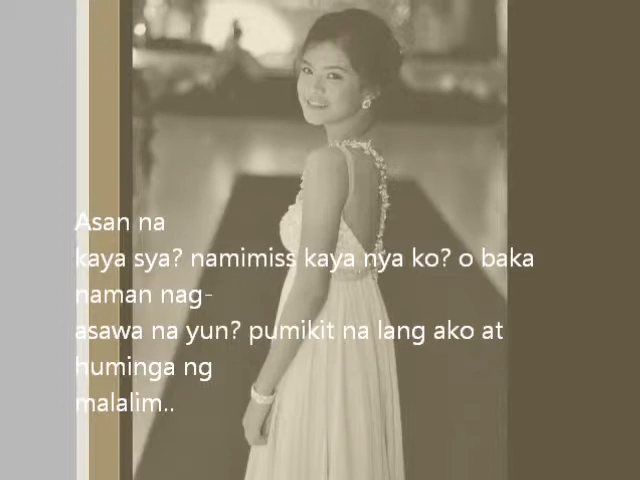 Asan na
kaya sya? namimiss kaya nya ko? o baka
naman nag-
asawa na yun? pumikit na lang ako at
huminga ng
malalim..